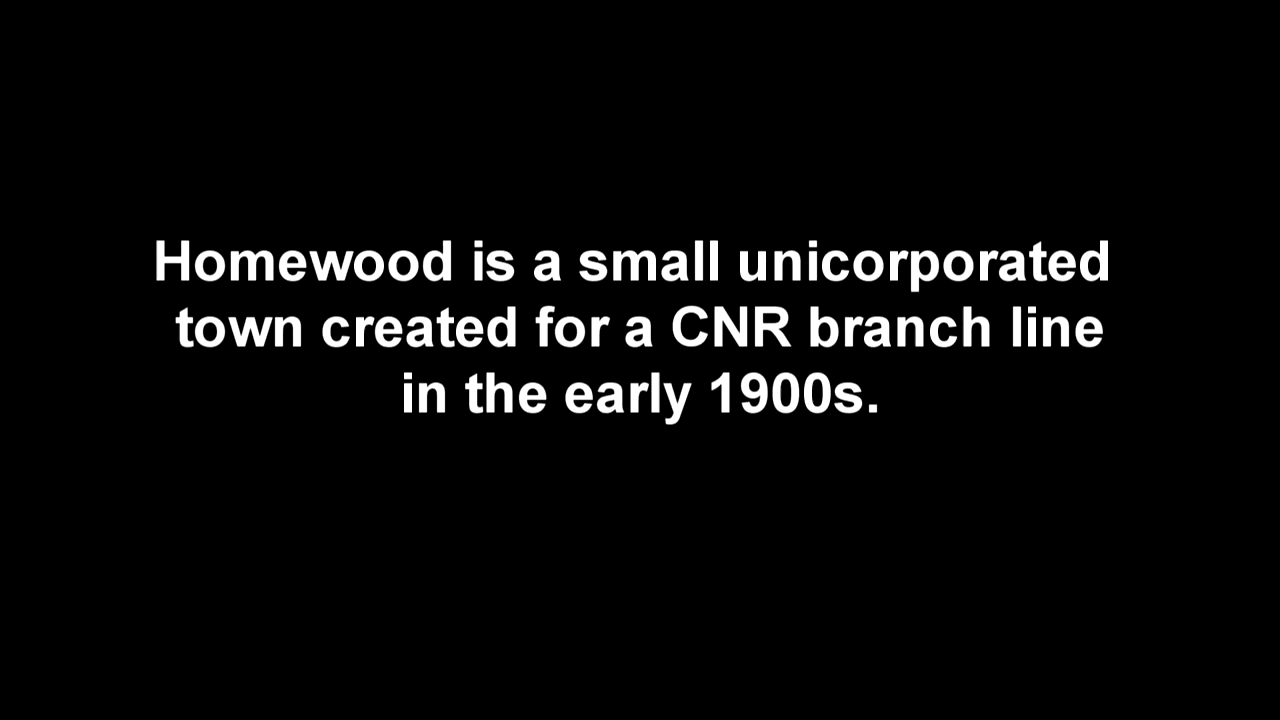 Homewood is a small unicorporated
town created for a CNR branch line
in the early 1900s.